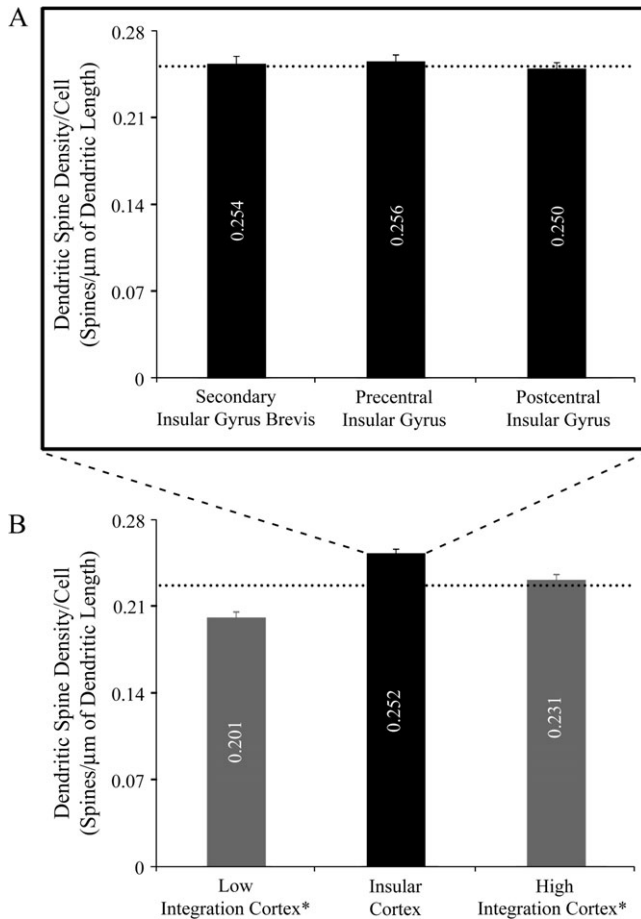 A
Dendritic Spine Density/Cell
(Spines/µm of Dendritic Length)
0.28
0.21
0.14
0.07
0
0.254
0.256
0.250
Secondary
Insular Gyrus Brevis
Precentral
Insular Gyrus
Postcentral
Insular Gyrus
B
Dendritic Spine Density/Cell
(Spines/µm of Dendritic Length)
0.28
0.21
0.14
0.07
0
0.201
0.252
0.231
Low
Integration Cortex*
Insular
Cortex
High
Integration Cortex*